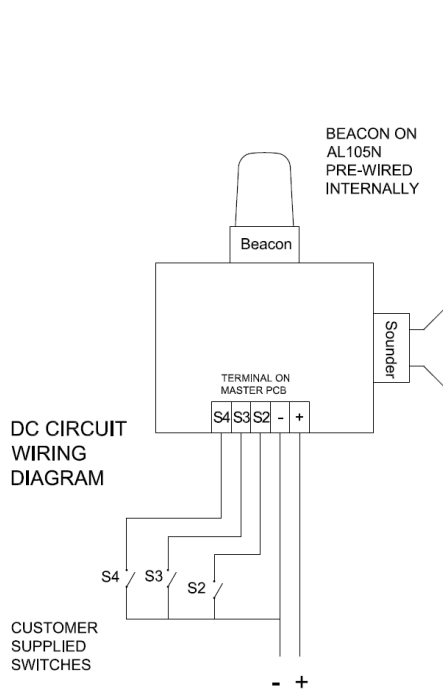 BEACON ON
AL105N
PRE-WIRED
INTERNALLY
Beacon
Sounder
TERMINAL ON
MASTER PCB
S4 S3 S2 - +
DC CIRCUIT
WIRING
DIAGRAM
S4 S3 S2
CUSTOMER
SUPPLIED
SWITCHES
- +